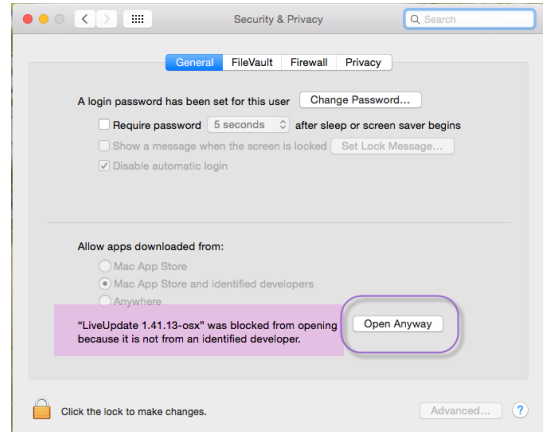 Security & Privacy
Search
General FileVault Firewall Privacy
A login password has been set for this user Change Password...
Require password 5 seconds after sleep or screen saver begins
Show a message when the screen is locked Set Lock Message...
Disable automatic login
Allow apps downloaded from:
Mac App Store
Mac App Store and identified developers
Anywhere
“LiveUpdate 1.41.13-osx” was blocked from opening Open Anyway
because it is not from an identified developer.
Click the lock to make changes. Advanced... ?